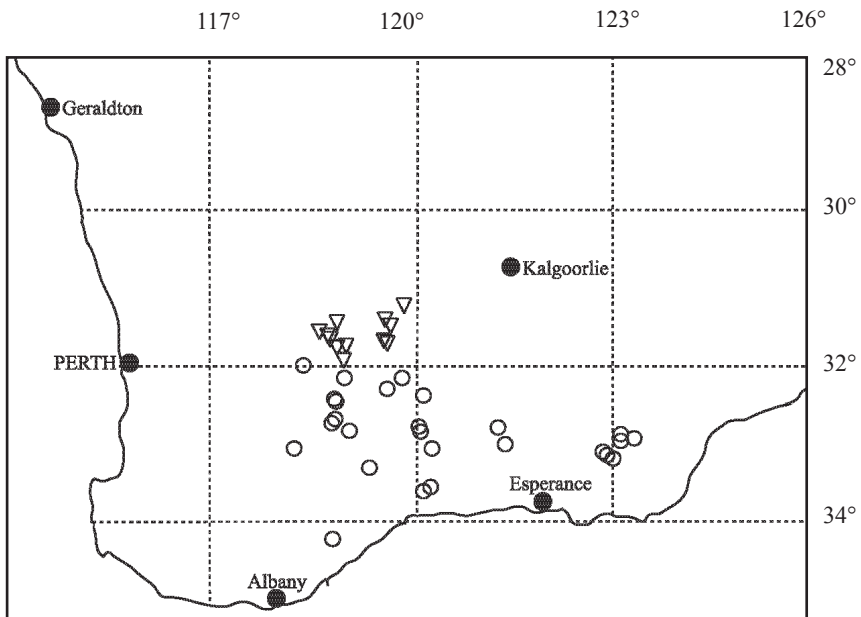 117° 120° 123° 126°
28°
Geraldton
30°
Kalgoorlie
PERTH
32°
Esperance
34°
Albany